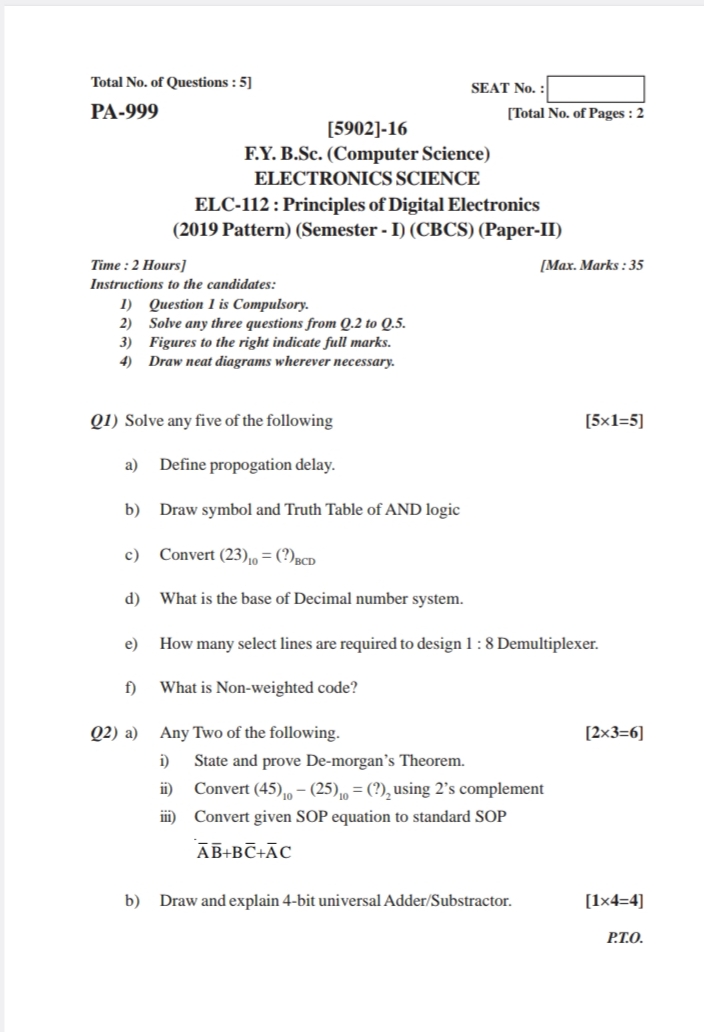 Total No. of Questions : 5]
SEAT No. :
PA-999
[Total No. of Pages : 2
[5902]-16
F.Y. B.Sc. (Computer Science)
ELECTRONICS SCIENCE
ELC-112 : Principles of Digital Electronics
(2019 Pattern) (Semester - I) (CBCS) (Paper-II)
Time : 2 Hours]
[Max. Marks : 35
Instructions to the candidates:
1) Question 1 is Compulsory.
2) Solve any three questions from Q.2 to Q.5.
3) Figures to the right indicate full marks.
4) Draw neat diagrams wherever necessary.
Q1) Solve any five of the following [5×1=5]
a) Define propogation delay.
b) Draw symbol and Truth Table of AND logic
c) Convert (23)₁₀ = (?)BCD
d) What is the base of Decimal number system.
e) How many select lines are required to design 1 : 8 Demultiplexer.
f) What is Non-weighted code?
Q2) a) Any Two of the following. [2×3=6]
i) State and prove De-morgan's Theorem.
ii) Convert (45)₁₀ – (25)₁₀ = (?)₂ using 2's complement
iii) Convert given SOP equation to standard SOP
A̅ B̅+BC̅+A̅ C
b) Draw and explain 4-bit universal Adder/Substractor. [1×4=4]
P.T.O.